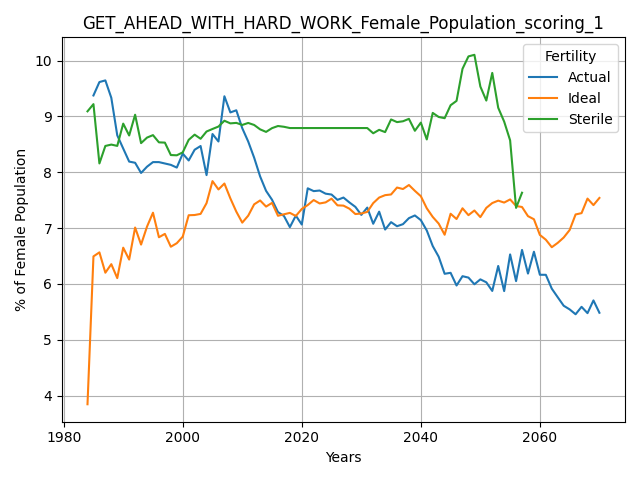 GET_AHEAD_WITH_HARD_WORK_Female_Population_scoring_1
% of Female Population
10
9
8
7
6
5
4
Fertility
Actual
Ideal
Sterile
1980
2000
2020
2040
2060
Years